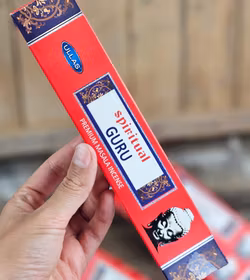 ULLAS
spiritual
GURU
PREMIUM MASALA INCENSE